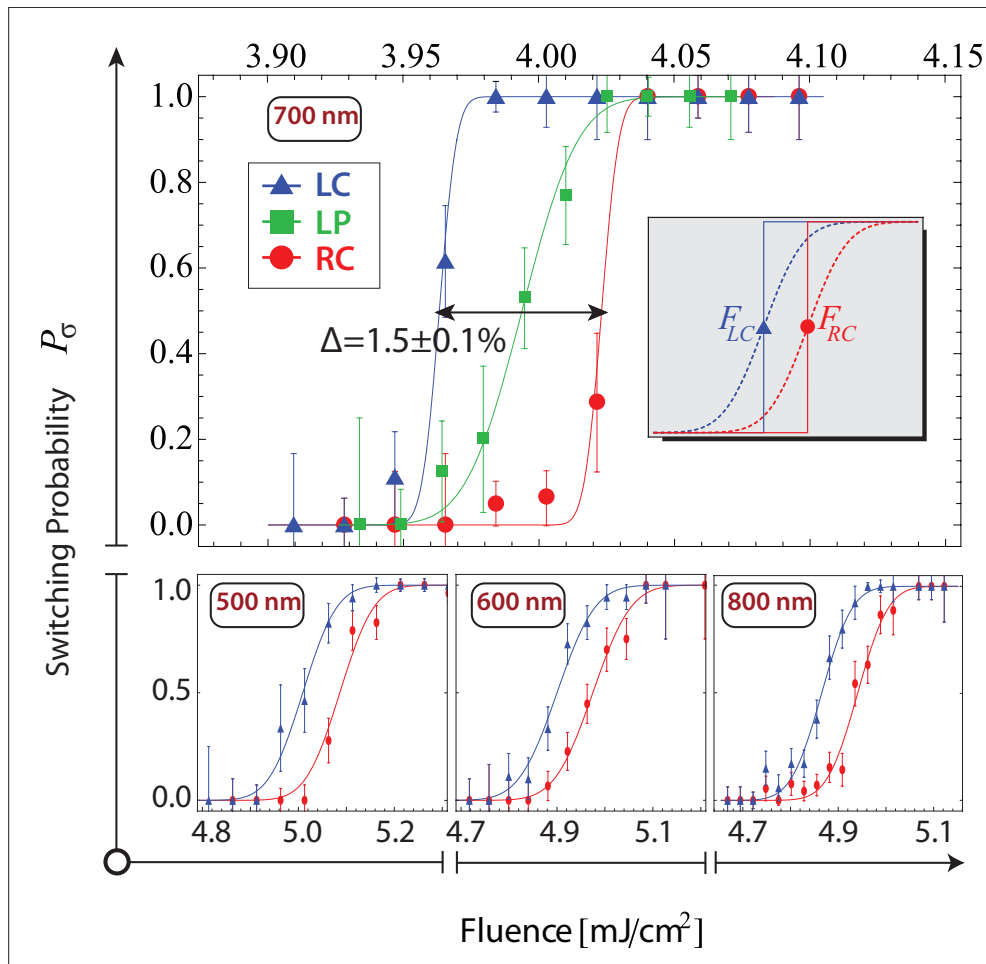 3.90 3.95 4.00 4.05 4.10 4.15
1.0
0.8
0.6
0.4
0.2
0.0
700 nm
LC
LP
RC
Δ=1.5±0.1%
F_LC F_RC
Switching Probability P_σ
500 nm 600 nm 800 nm
1.0
0.5
0.0
4.8 5.0 5.2 4.7 4.9 5.1 4.7 4.9 5.1
Fluence [mJ/cm²]